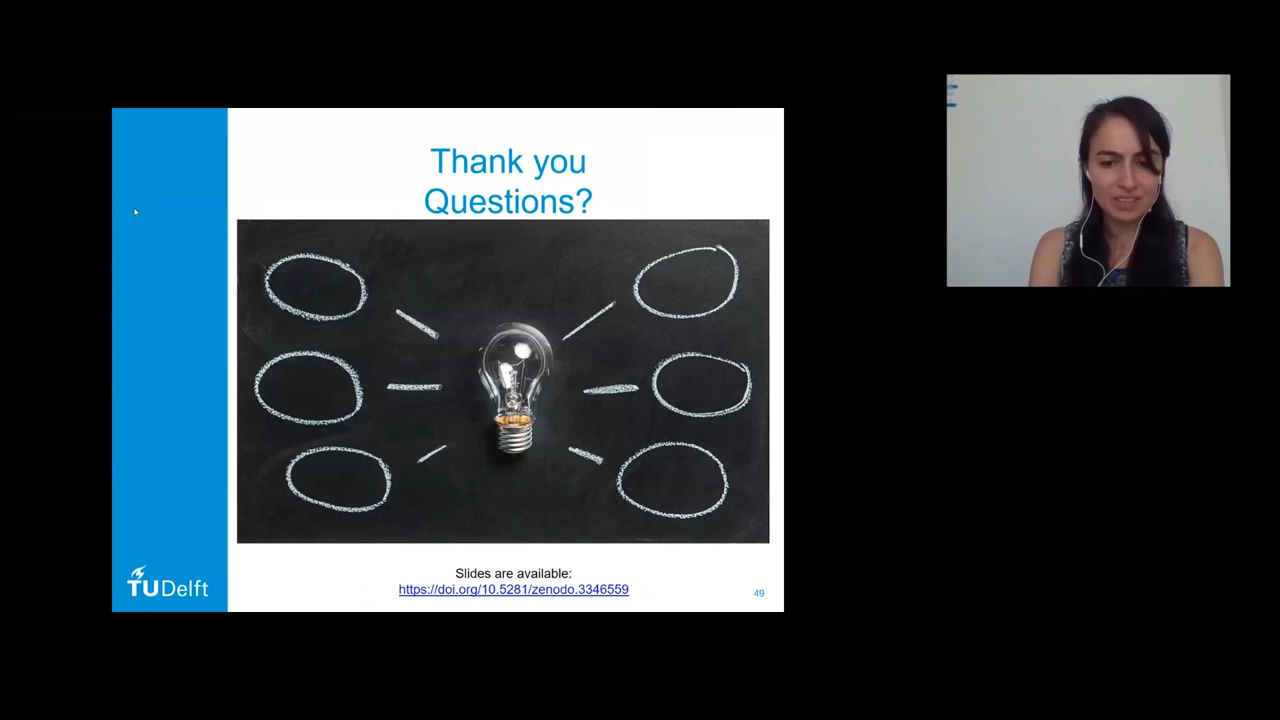 Thank you
Questions?
Slides are available:
https://doi.org/10.5281/zenodo.3346559
TUDelft
49